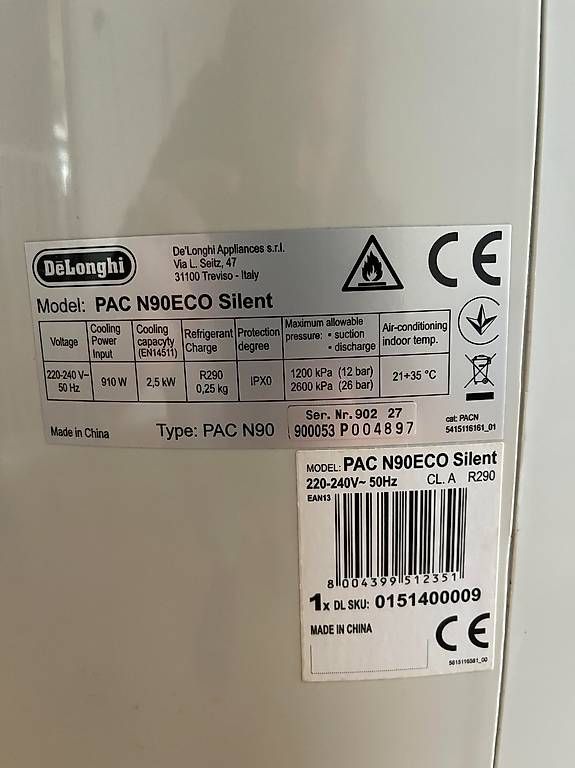 DeLonghi
De'Longhi Appliances s.r.l.
Via L. Seitz, 47
31100 Treviso - Italy
CE
Model: PAC N90ECO Silent
Voltage
Cooling Power Input
Cooling capacyty (EN14511)
Refrigerant Charge
Protection degree
Maximum allowable pressure: • suction • discharge
Air-conditioning indoor temp.
220-240 V~ 50 Hz
910 W
2,5 kW
R290 0,25 kg
IPX0
1200 kPa (12 bar)
2600 kPa (26 bar)
21÷35 °C
Made in China
Type: PAC N90
Ser. Nr. 902 27
900053 P004897
cat: PACN
5415116161_01
MODEL: PAC N90ECO Silent
220-240V~ 50Hz CL. A R290
EAN13
8 004399 512351
1x DL SKU: 0151400009
MADE IN CHINA
CE